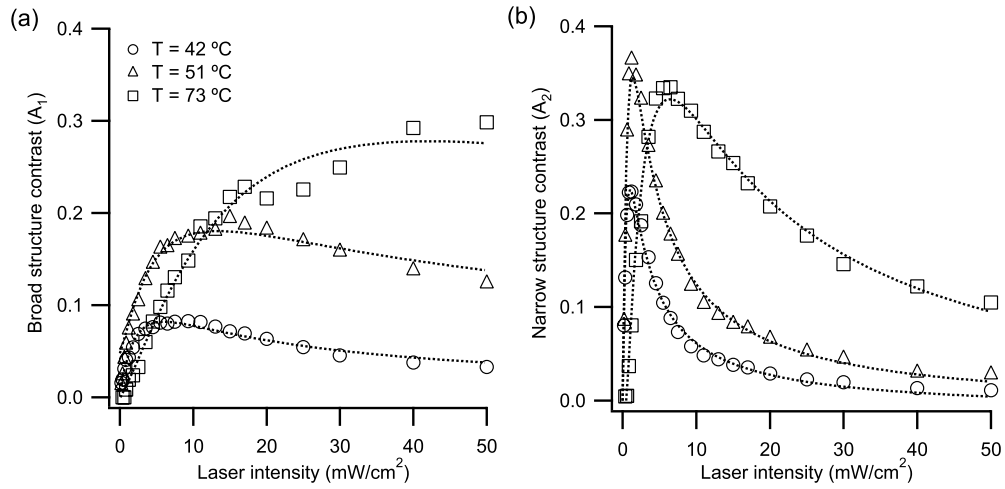 (a)
0.4
0.3
0.2
0.1
0.0
Broad structure contrast (A₁)
T = 42 ºC
T = 51 ºC
T = 73 ºC
0 10 20 30 40 50
Laser intensity (mW/cm²)
(b)
0.4
0.3
0.2
0.1
0.0
Narrow structure contrast (A₂)
0 10 20 30 40 50
Laser intensity (mW/cm²)